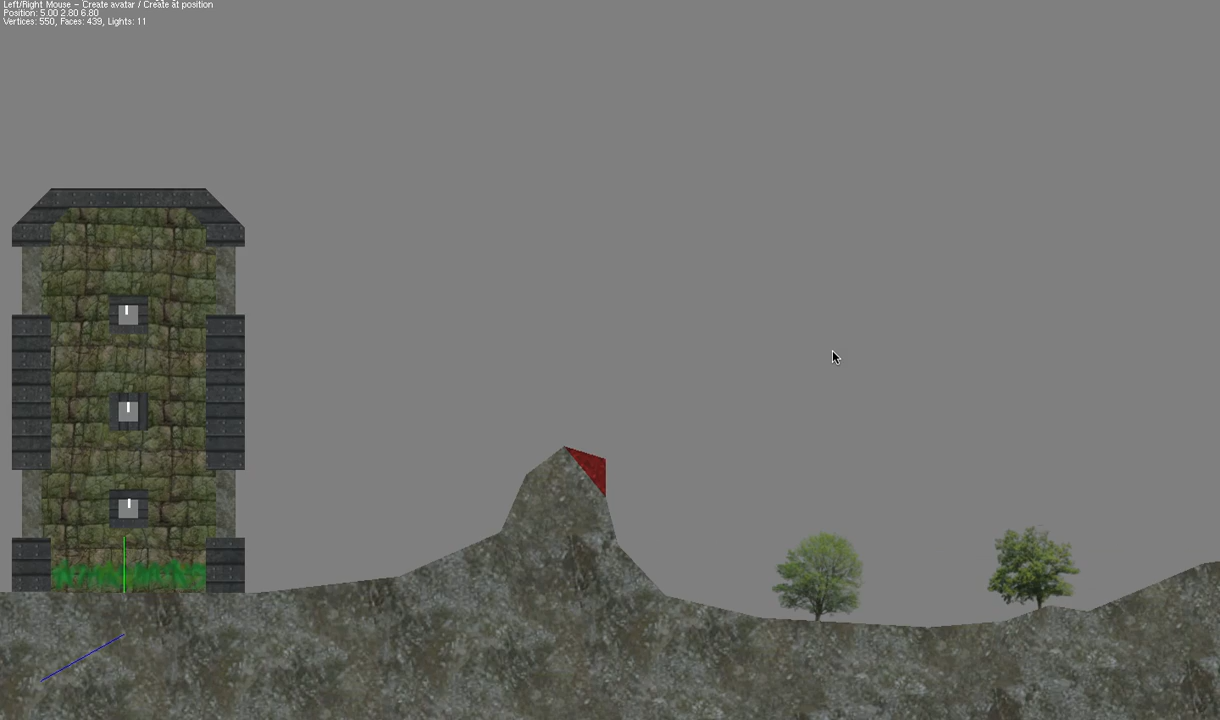 Left/Right Mouse - Create avatar / Create at position
Position: 5.00 2.80 6.80
Vertices: 550, Faces: 439, Lights: 11